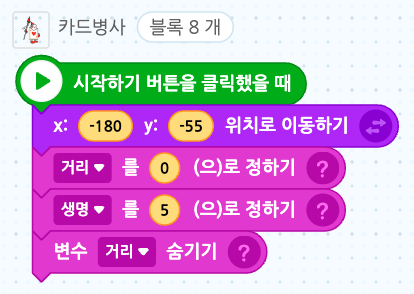 카드병사 블록 8 개
시작하기 버튼을 클릭했을 때
x: -180 y: -55 위치로 이동하기
거리 를 0 (으)로 정하기 ?
생명 를 5 (으)로 정하기 ?
변수 거리 숨기기 ?